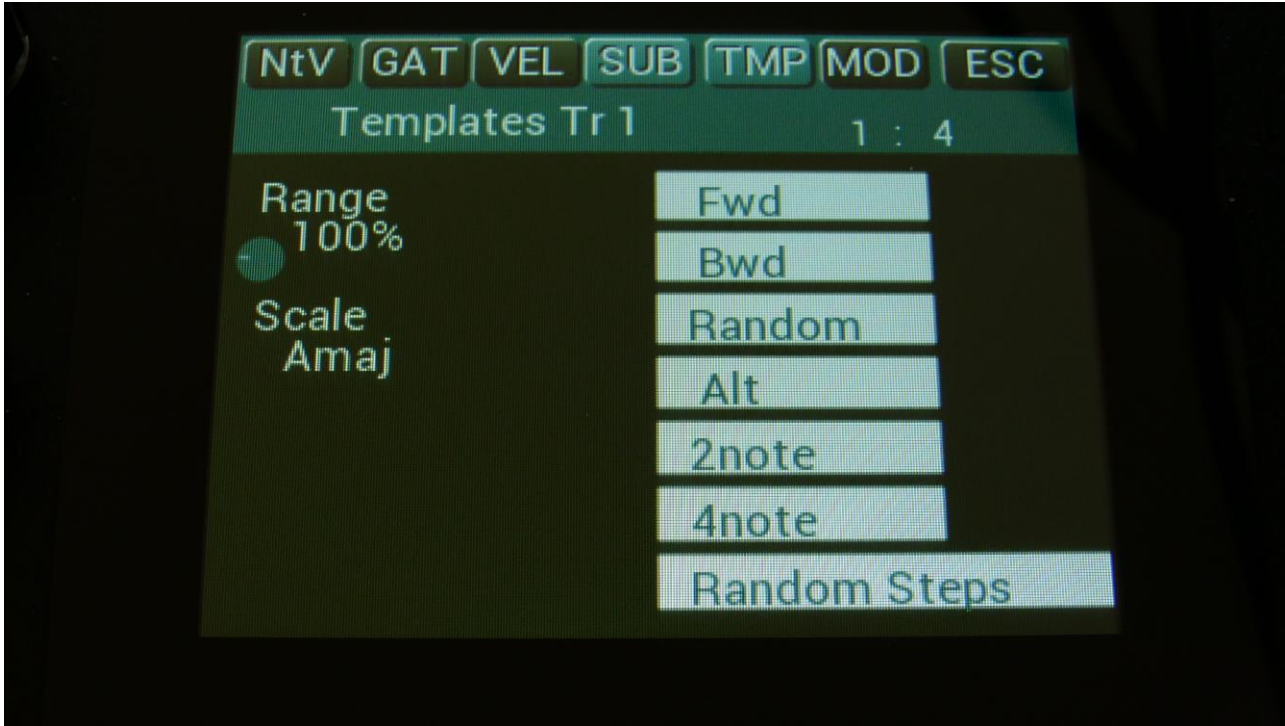 NtV GAT VEL SUB TMP MOD ESC
Templates Tr 1 1 : 4
Range
100%
Scale
Amaj
Fwd
Bwd
Random
Alt
2note
4note
Random Steps